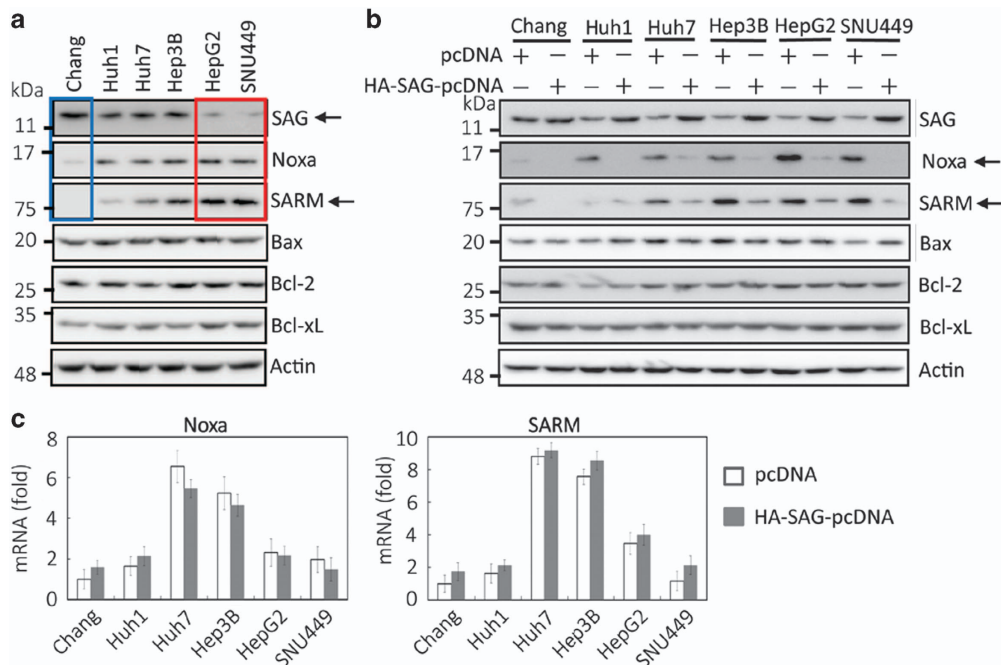 a
Chang
Huh1
Huh7
Hep3B
HepG2
SNU449
kDa
11
SAG
17
Noxa
75
SARM
20
Bax
25
Bcl-2
35
Bcl-xL
48
Actin
b
Chang Huh1 Huh7 Hep3B HepG2 SNU449
pcDNA + − + − + − + − + − + −
HA-SAG-pcDNA − + − + − + − + − + − +
kDa
11
SAG
17
Noxa
75
SARM
20
Bax
25
Bcl-2
35
Bcl-xL
48
Actin
c
Noxa
mRNA (fold)
8
6
4
2
0
Chang
Huh1
Huh7
Hep3B
HepG2
SNU449
SARM
mRNA (fold)
10
8
6
4
2
0
Chang
Huh1
Huh7
Hep3B
HepG2
SNU449
pcDNA
HA-SAG-pcDNA